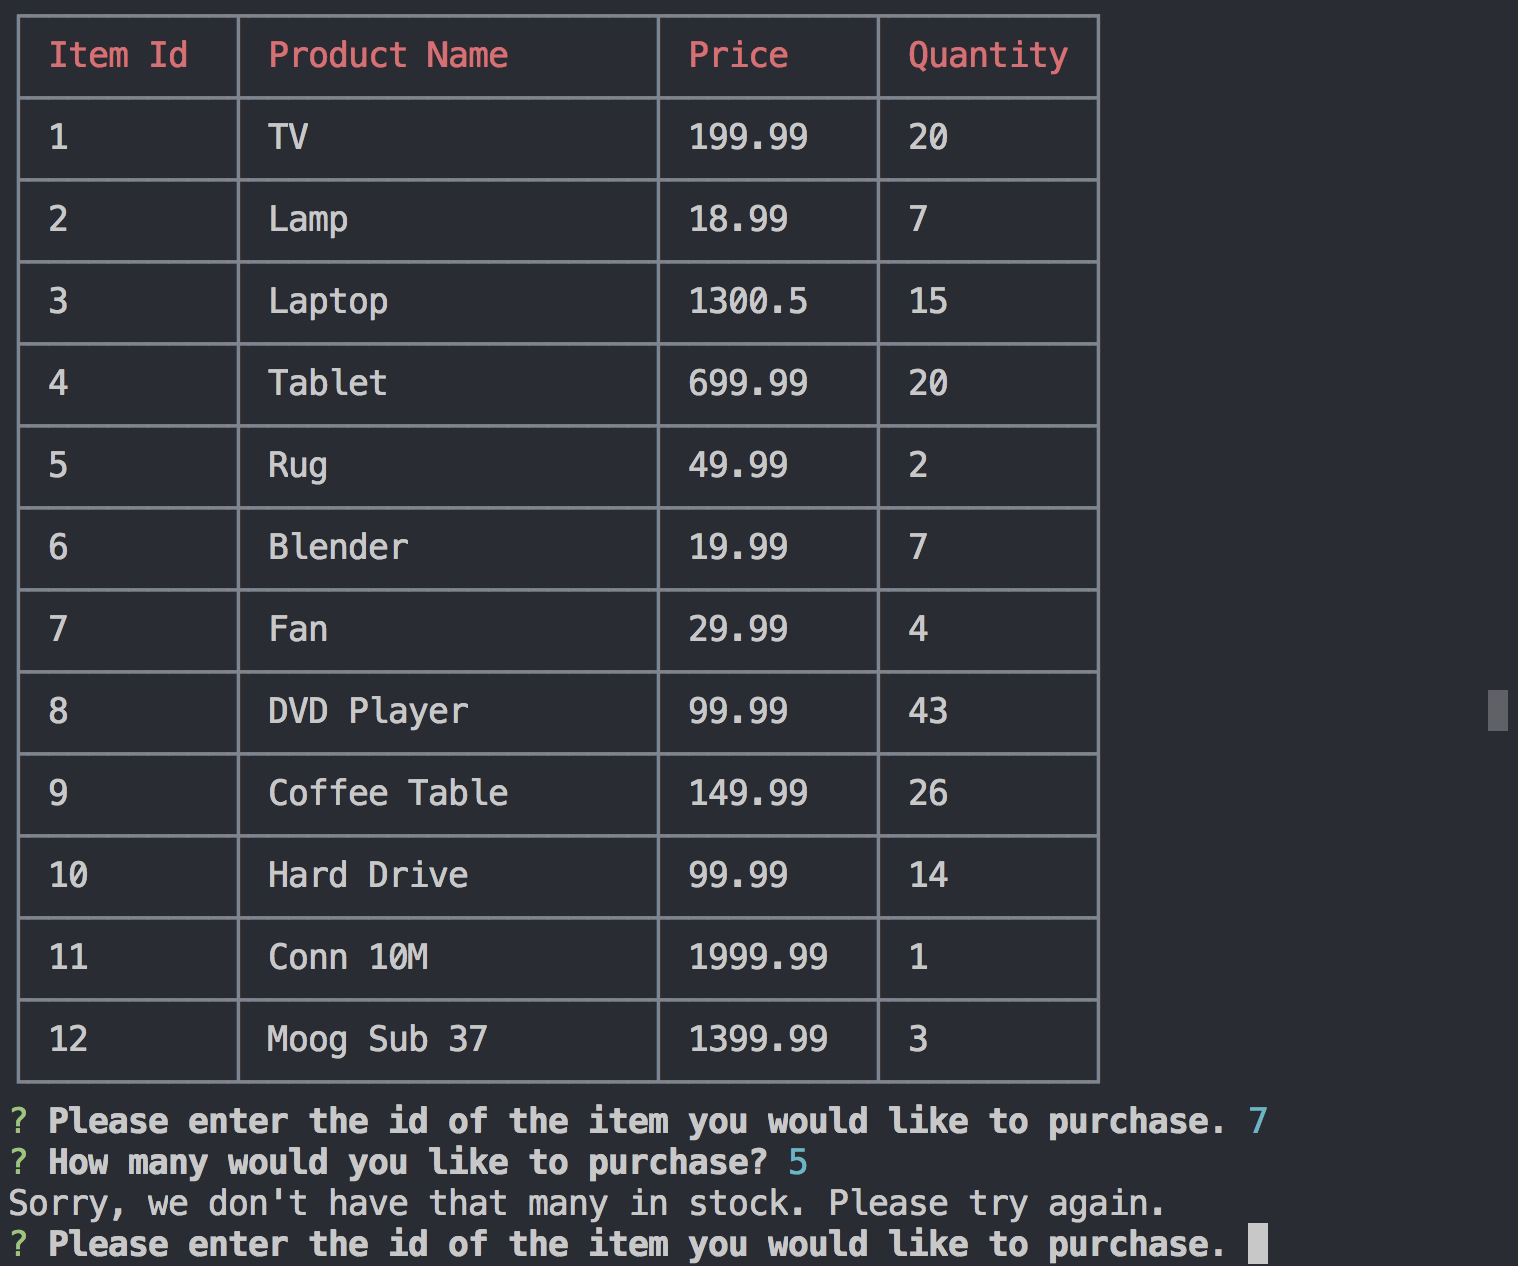 Item Id Product Name Price Quantity
1 TV 199.99 20
2 Lamp 18.99 7
3 Laptop 1300.5 15
4 Tablet 699.99 20
5 Rug 49.99 2
6 Blender 19.99 7
7 Fan 29.99 4
8 DVD Player 99.99 43
9 Coffee Table 149.99 26
10 Hard Drive 99.99 14
11 Conn 10M 1999.99 1
12 Moog Sub 37 1399.99 3
? Please enter the id of the item you would like to purchase. 7
? How many would you like to purchase? 5
Sorry, we don't have that many in stock. Please try again.
? Please enter the id of the item you would like to purchase.